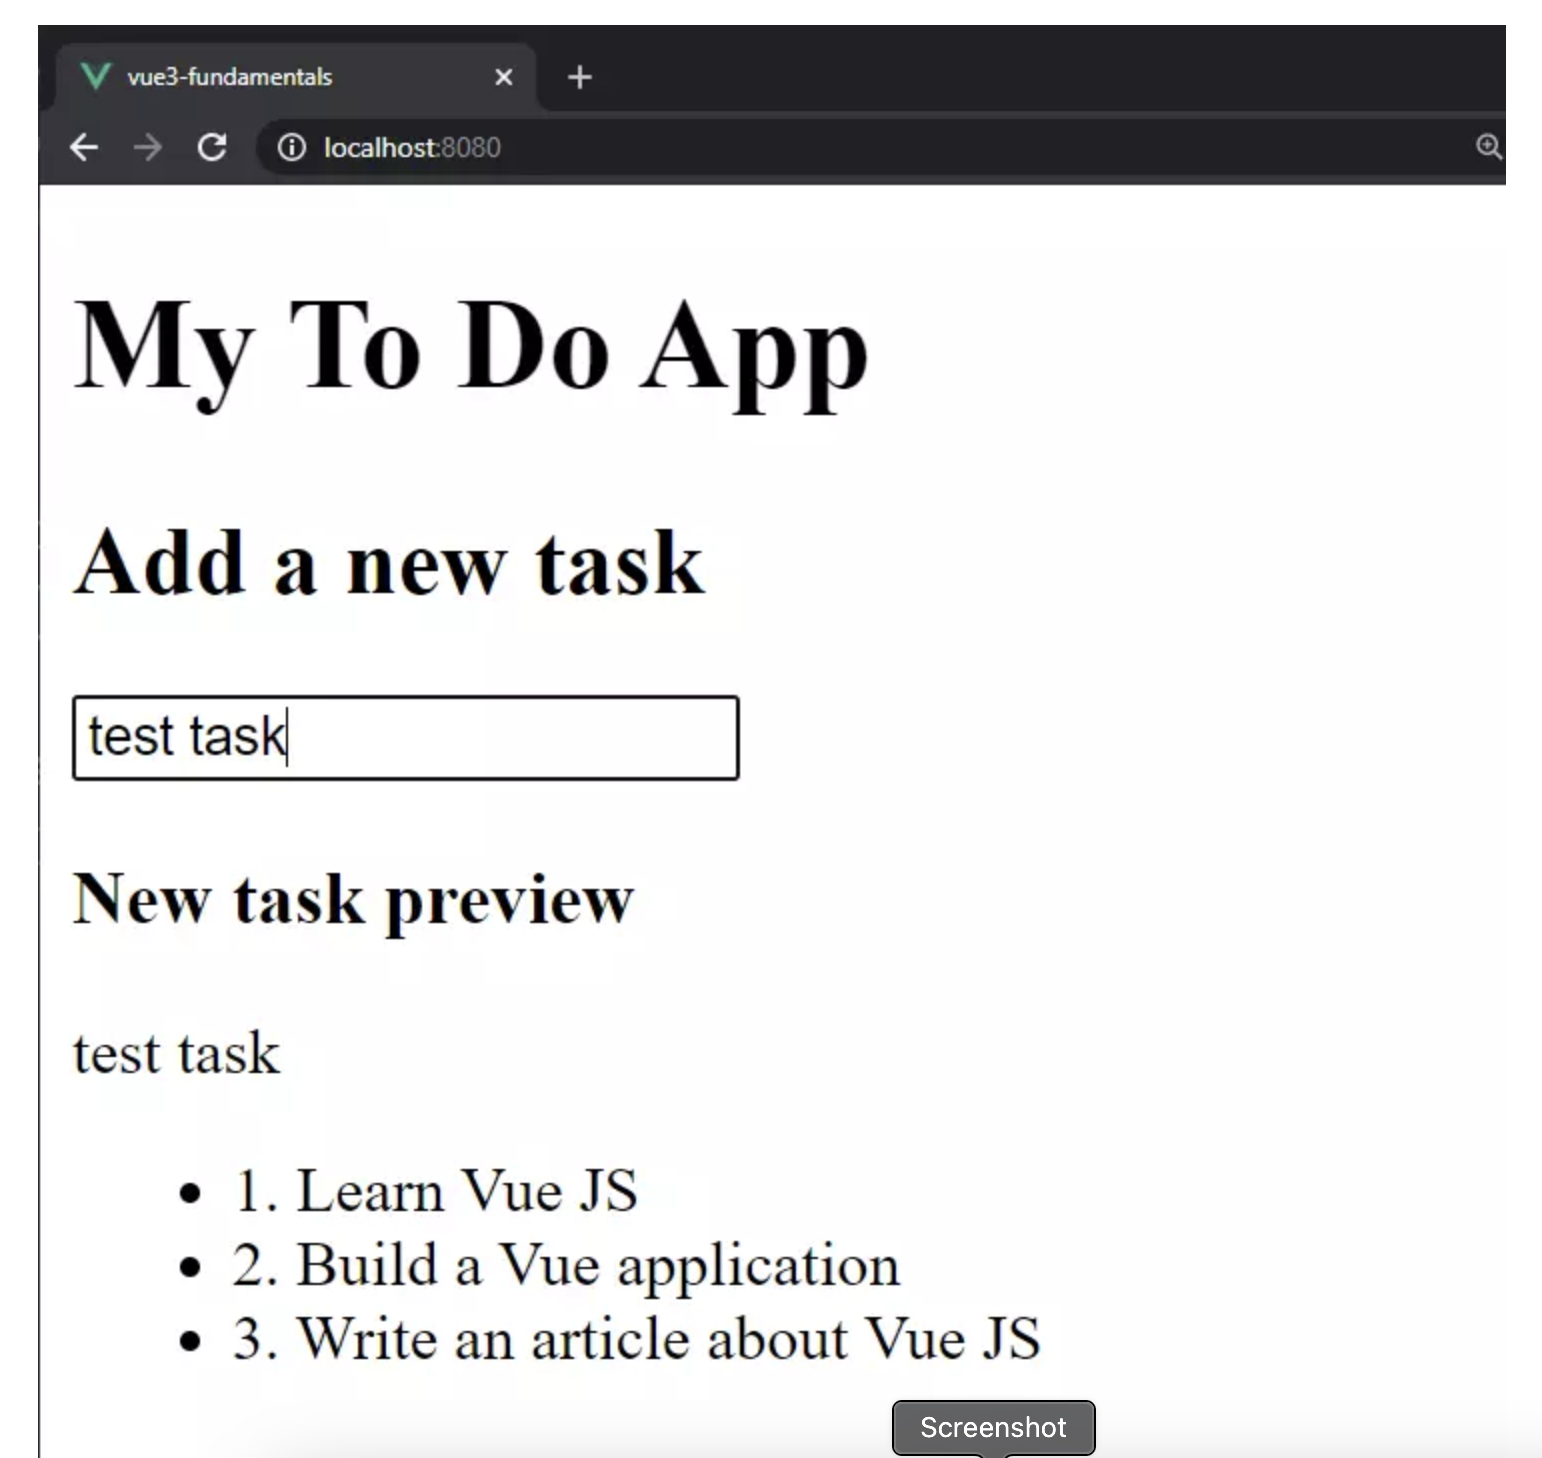 vue3-fundamentals
localhost:8080
My To Do App
Add a new task
test task
New task preview
test task
1. Learn Vue JS
2. Build a Vue application
3. Write an article about Vue JS
Screenshot